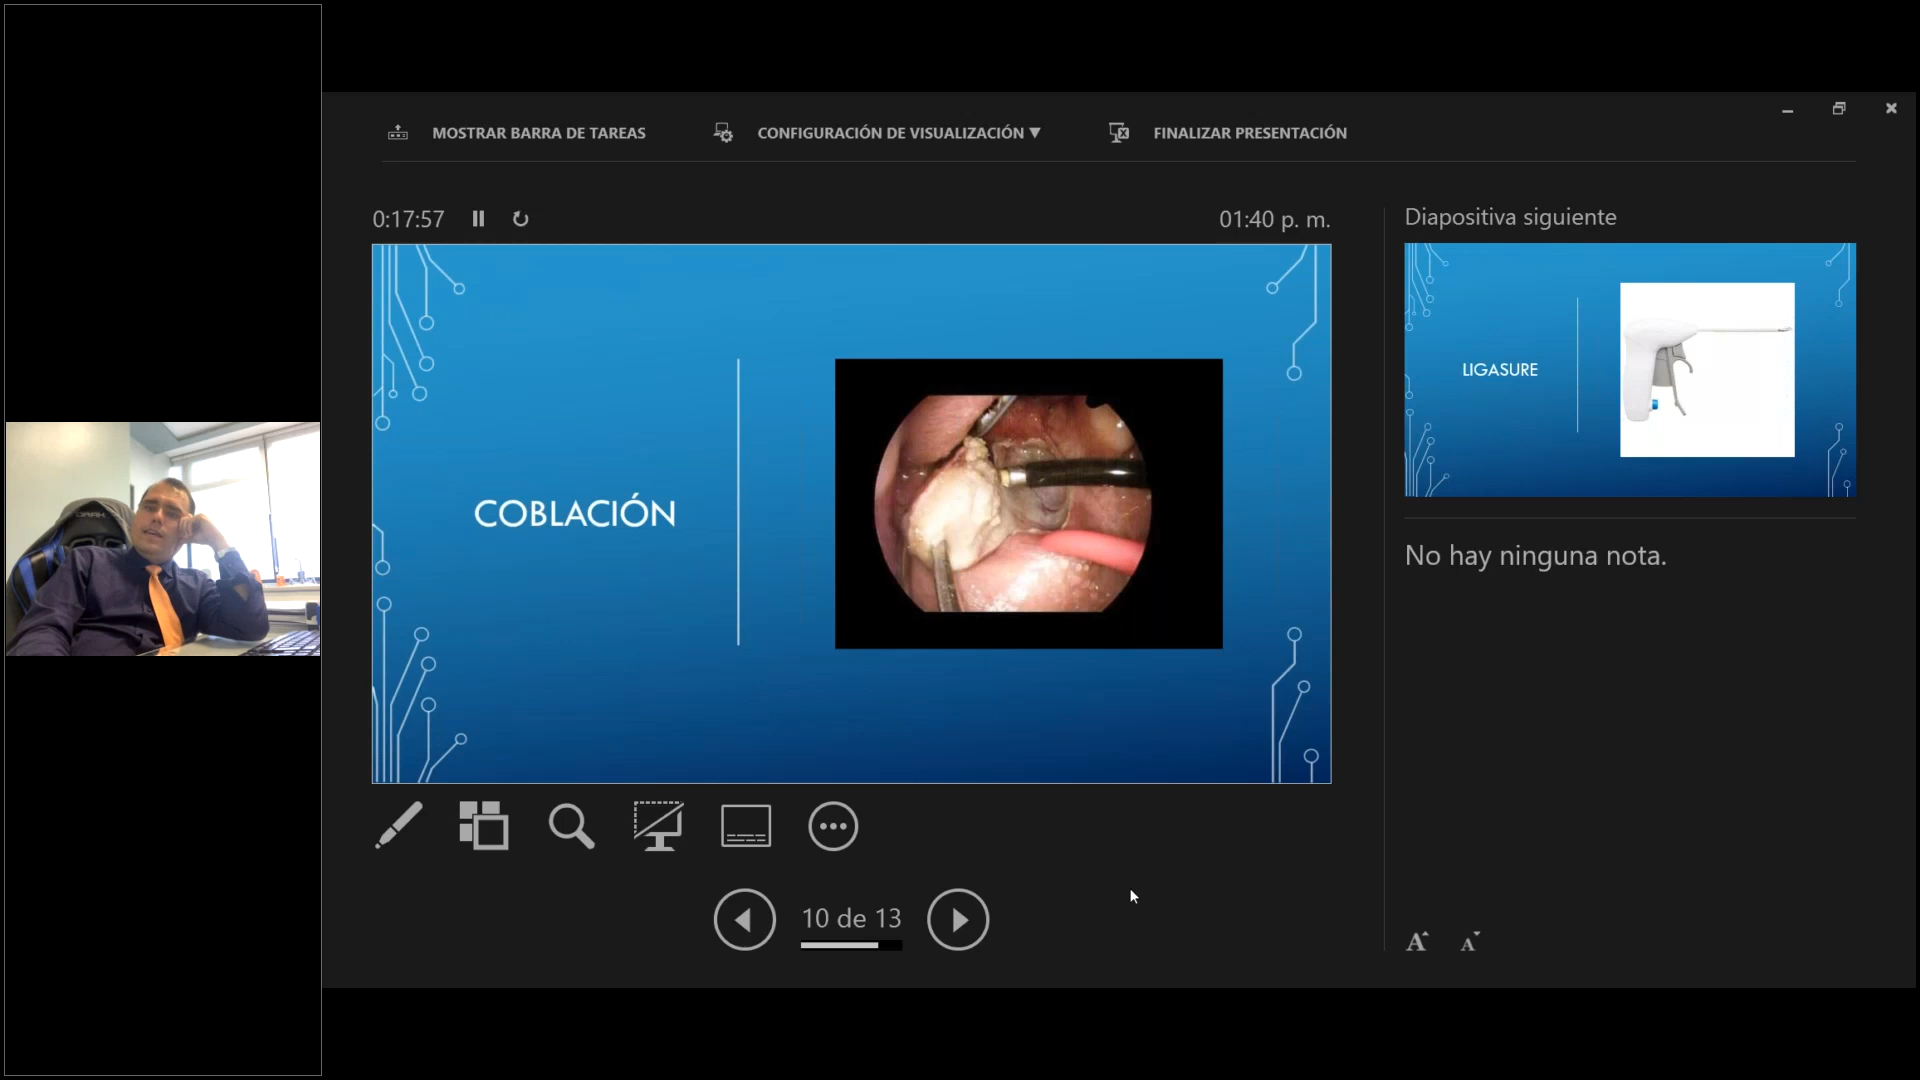 MOSTRAR BARRA DE TAREAS
CONFIGURACIÓN DE VISUALIZACIÓN ▼
FINALIZAR PRESENTACIÓN
0:17:57
01:40 p. m.
COBLACIÓN
10 de 13
Diapositiva siguiente
LIGASURE
No hay ninguna nota.
A
A